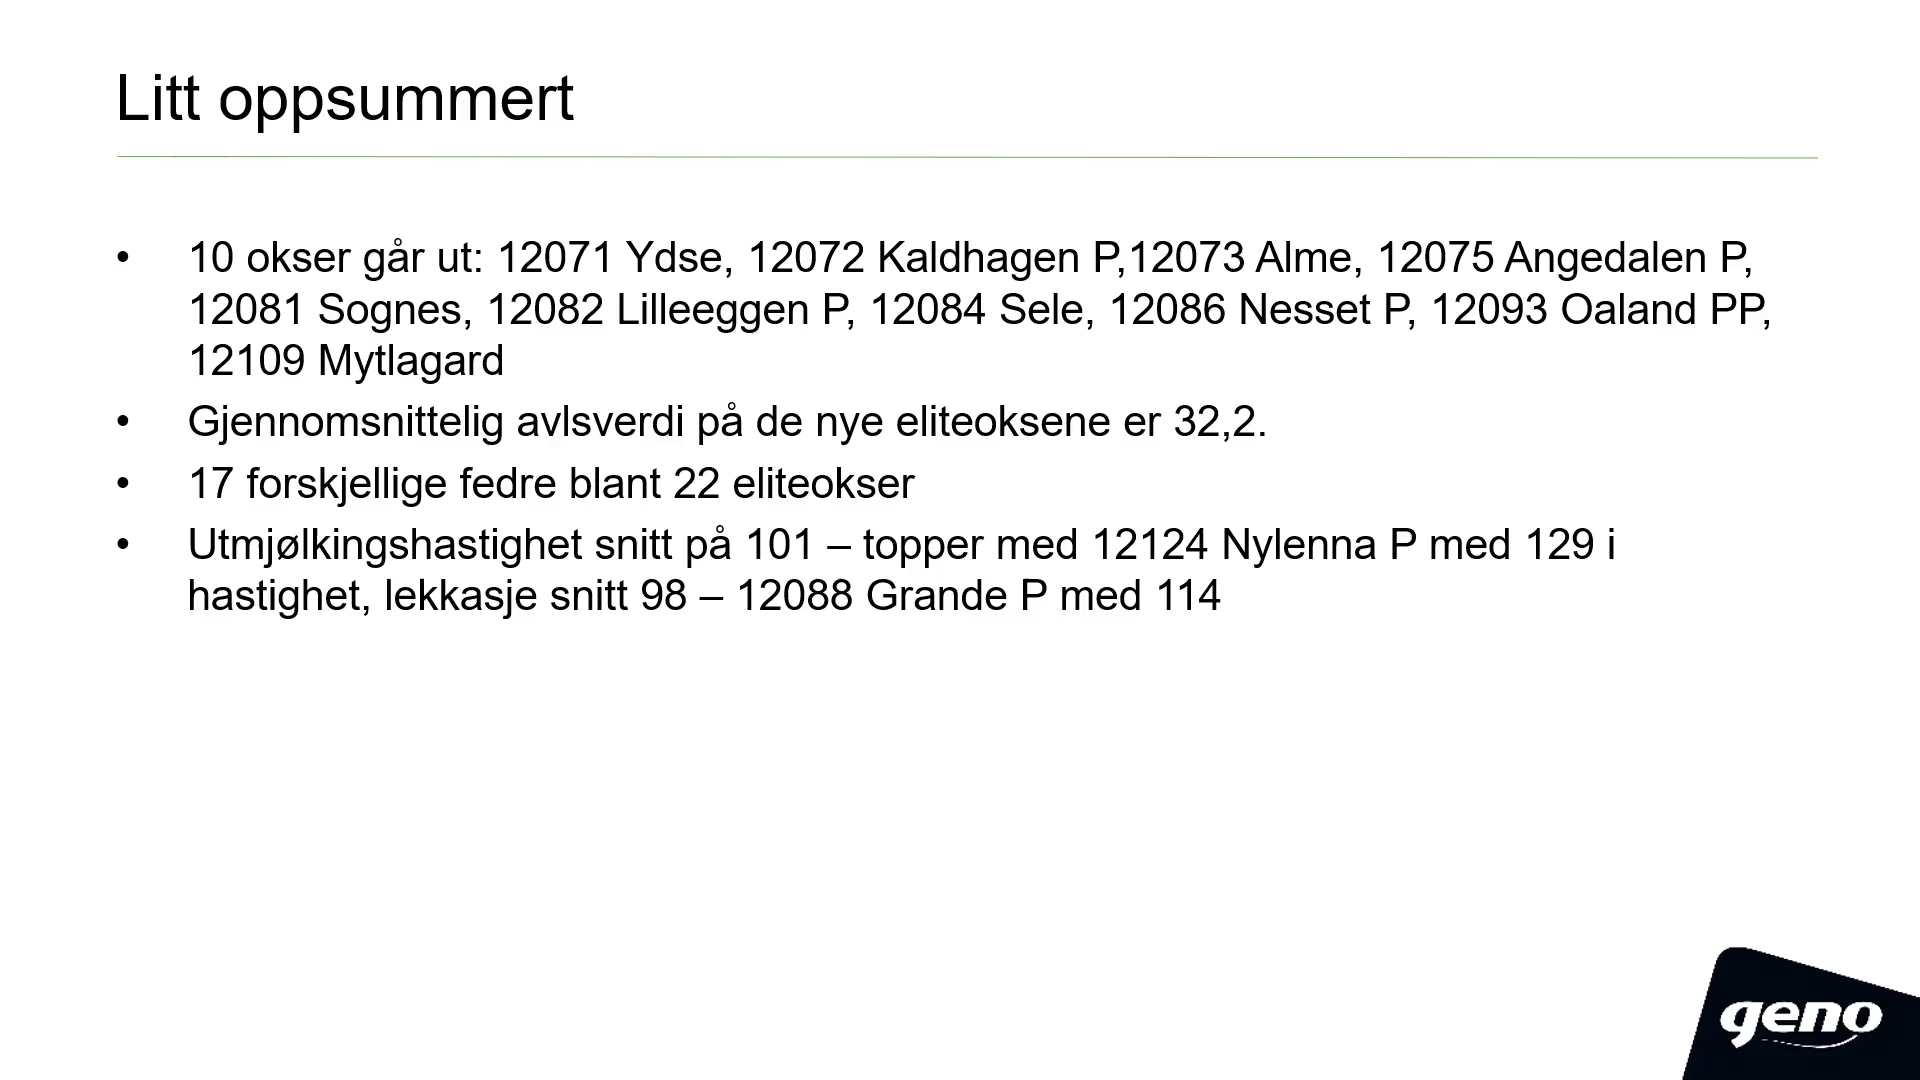 Litt oppsummert
• 10 okser går ut: 12071 Ydse, 12072 Kaldhagen P,12073 Alme, 12075 Angedalen P,
12081 Sognes, 12082 Lilleeggen P, 12084 Sele, 12086 Nesset P, 12093 Oaland PP,
12109 Mytlagard
• Gjennomsnittelig avlsverdi på de nye eliteoksene er 32,2.
• 17 forskjellige fedre blant 22 eliteokser
• Utmjølkingshastighet snitt på 101 – topper med 12124 Nylenna P med 129 i
hastighet, lekkasje snitt 98 – 12088 Grande P med 114
geno